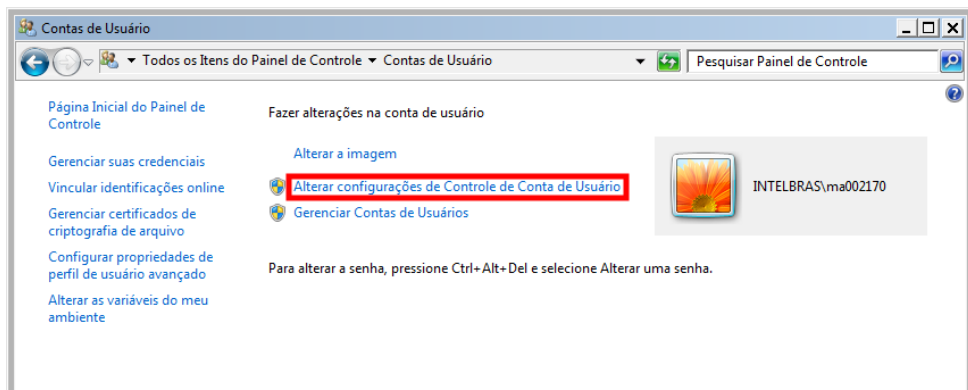 Contas de Usuário
Todos os Itens do Painel de Controle Contas de Usuário
Pesquisar Painel de Controle
Página Inicial do Painel de
Controle
Gerenciar suas credenciais
Vincular identificações online
Gerenciar certificados de
criptografia de arquivo
Configurar propriedades de
perfil de usuário avançado
Alterar as variáveis do meu
ambiente
Fazer alterações na conta de usuário
Alterar a imagem
Alterar configurações de Controle de Conta de Usuário
Gerenciar Contas de Usuários
INTELBRAS\ma002170
Para alterar a senha, pressione Ctrl+Alt+Del e selecione Alterar uma senha.